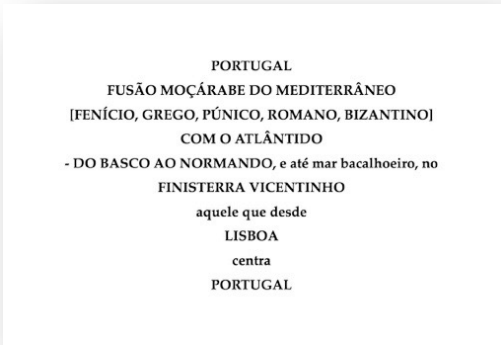 PORTUGAL
FUSÃO MOÇÁRABE DO MEDITERRÂNEO
[FENÍCIO, GREGO, PÚNICO, ROMANO, BIZANTINO]
COM O ATLÂNTIDO
- DO BASCO AO NORMANDO, e até mar bacalhoeiro, no
FINISTERRA VICENTINHO
aquele que desde
LISBOA
centra
PORTUGAL